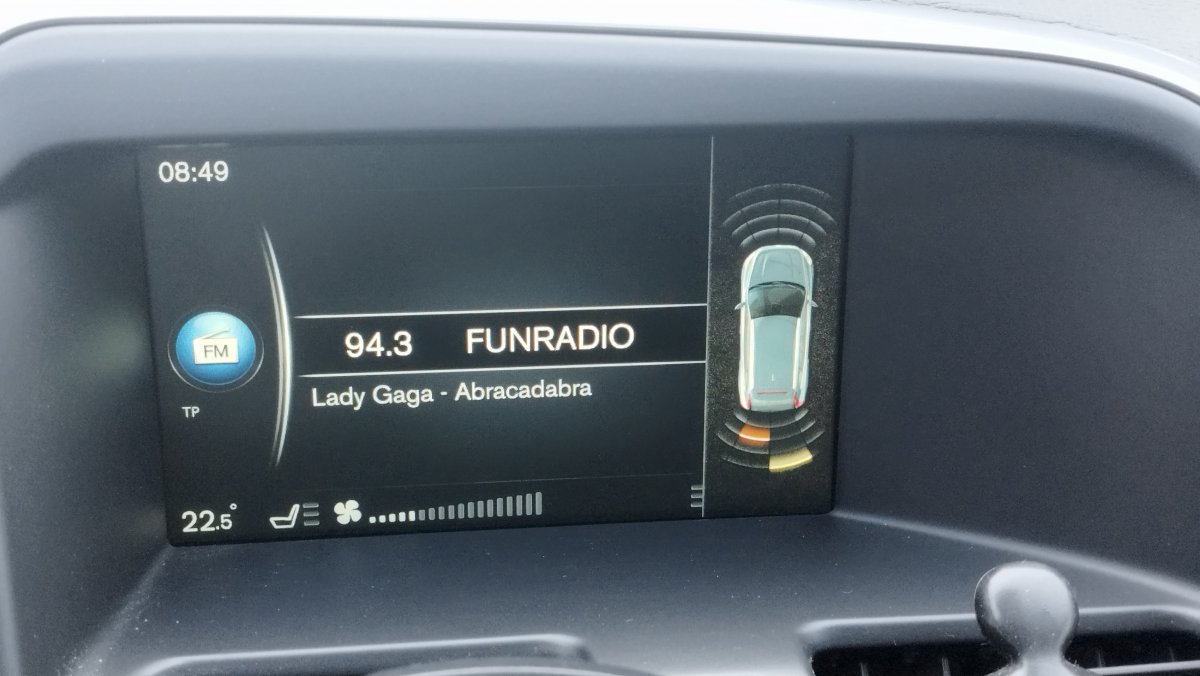 08:49
94.3 FUNRADIO
FM
Lady Gaga - Abracadabra
TP
22.5°